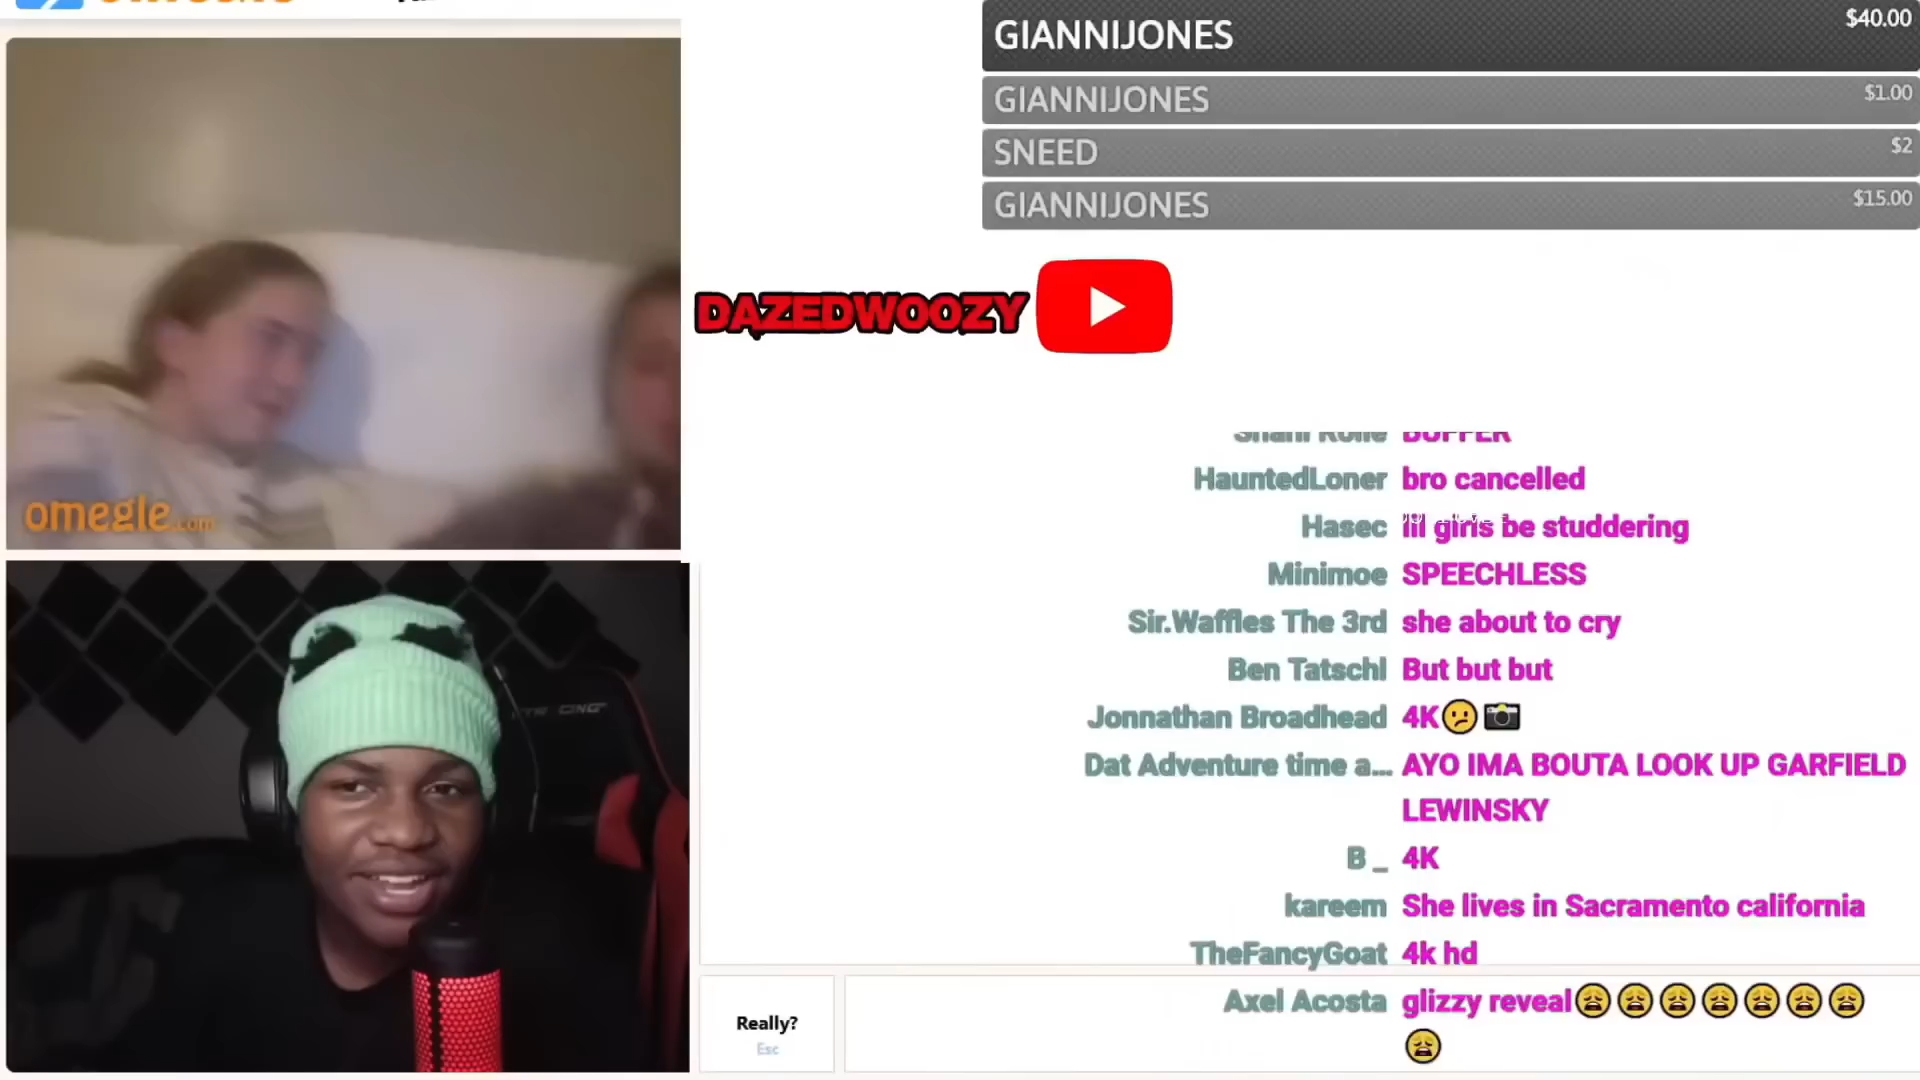 $40.00
GIANNIJONES
GIANNIJONES $1.00
SNEED $2
GIANNIJONES $15.00
DAZEDWOOZY
omegle.com
HauntedLoner bro cancelled
Hasec lil girls be studdering
Minimoe SPEECHLESS
Sir.Waffles The 3rd she about to cry
Ben Tatschl But but but
Jonnathan Broadhead 4K😕📷
Dat Adventure time a... AYO IMA BOUTA LOOK UP GARFIELD
LEWINSKY
B _ 4K
kareem She lives in Sacramento california
TheFancyGoat 4k hd
Axel Acosta glizzy reveal😩😩😩😩😩😩😩
😩
Really?
Esc